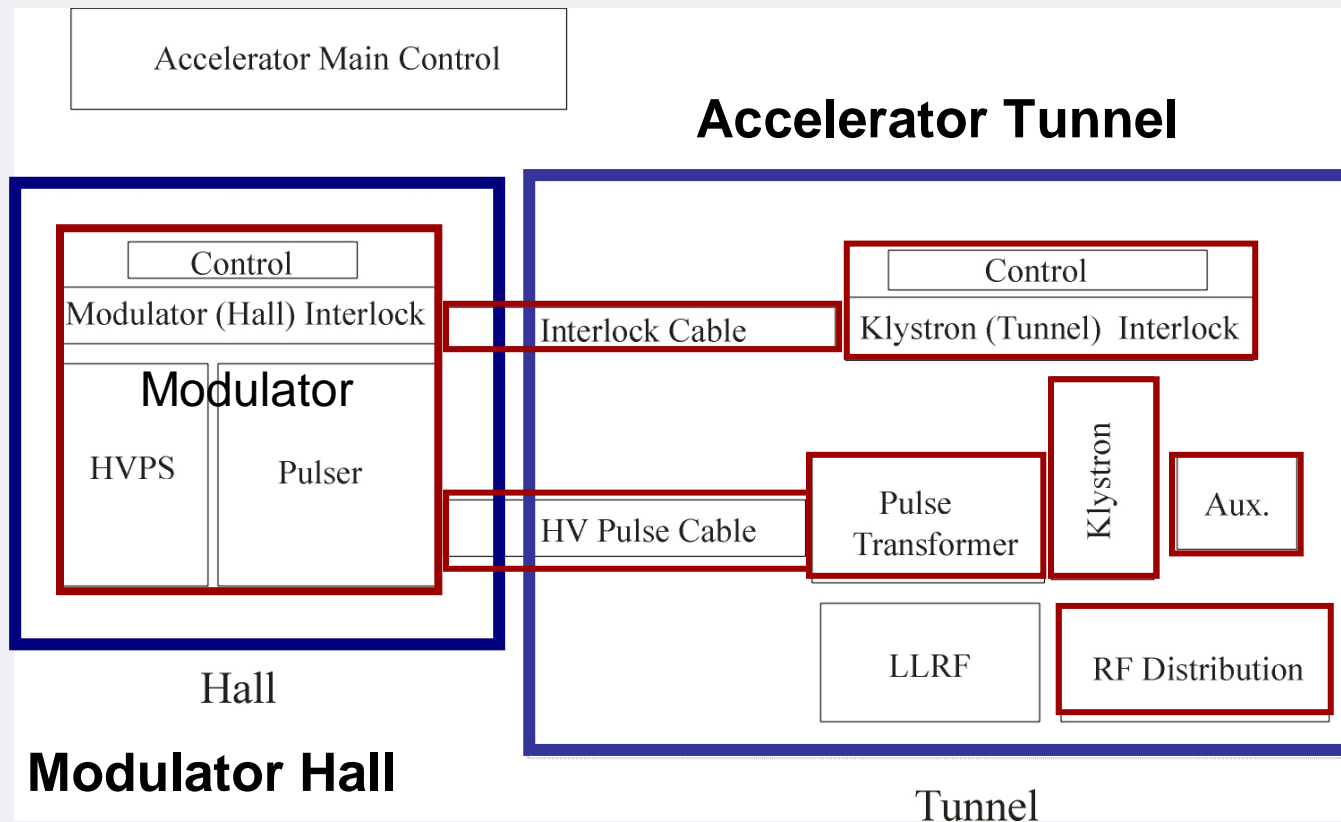 Accelerator Main Control
Accelerator Tunnel
Control
Modulator (Hall) Interlock
Modulator
HVPS
Pulser
Interlock Cable
HV Pulse Cable
Control
Klystron (Tunnel) Interlock
Pulse
Transformer
Klystron
Aux.
LLRF
RF Distribution
Hall
Modulator Hall
Tunnel